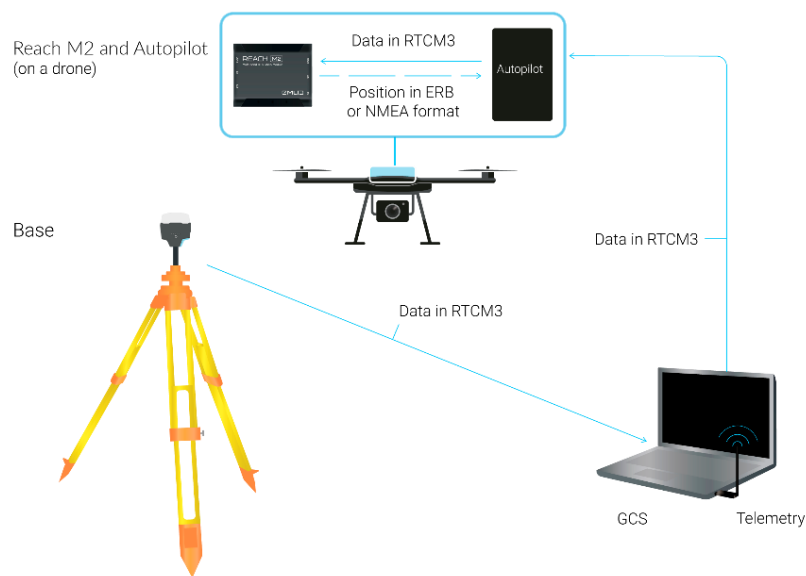 Reach M2 and Autopilot
(on a drone)
Data in RTCM3
REACH M2
Autopilot
Position in ERB
or NMEA format
EMLID
Base
Data in RTCM3
Data in RTCM3
GCS
Telemetry